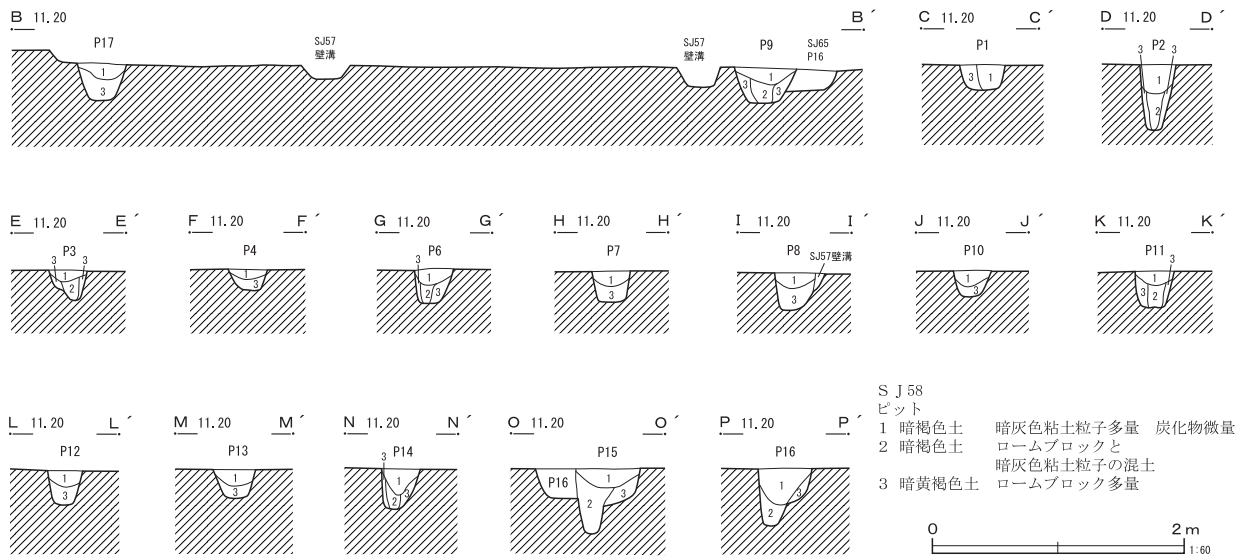 B 11.20 B´
P17
SJ57
壁溝
SJ57
壁溝
P9
SJ65
P16
1
3
3 1 2 3
C 11.20 C´
P1
3 1
D 11.20 D´
3 P2 3
1
2
E 11.20 E´
P3
3 3
1
2
F 11.20 F´
P4
1
3
G 11.20 G´
P6
3
1
2 3
H 11.20 H´
P7
1
3
I 11.20 I´
P8
SJ57壁溝
1
3
J 11.20 J´
P10
1
3
K 11.20 K´
P11
3
1
3 2
L 11.20 L´
P12
1
3
M 11.20 M´
P13
1
3
N 11.20 N´
3 P14
1
2 3
O 11.20 O´
P15
P16 1
2 3
P 11.20 P´
P16
1
2 3
SJ58
ピット
1 暗褐色土 暗灰色粘土粒子多量 炭化物微量
2 暗褐色土 ロームブロックと
暗灰色粘土粒子の混土
3 暗黄褐色土 ロームブロック多量
0 2m
1:60